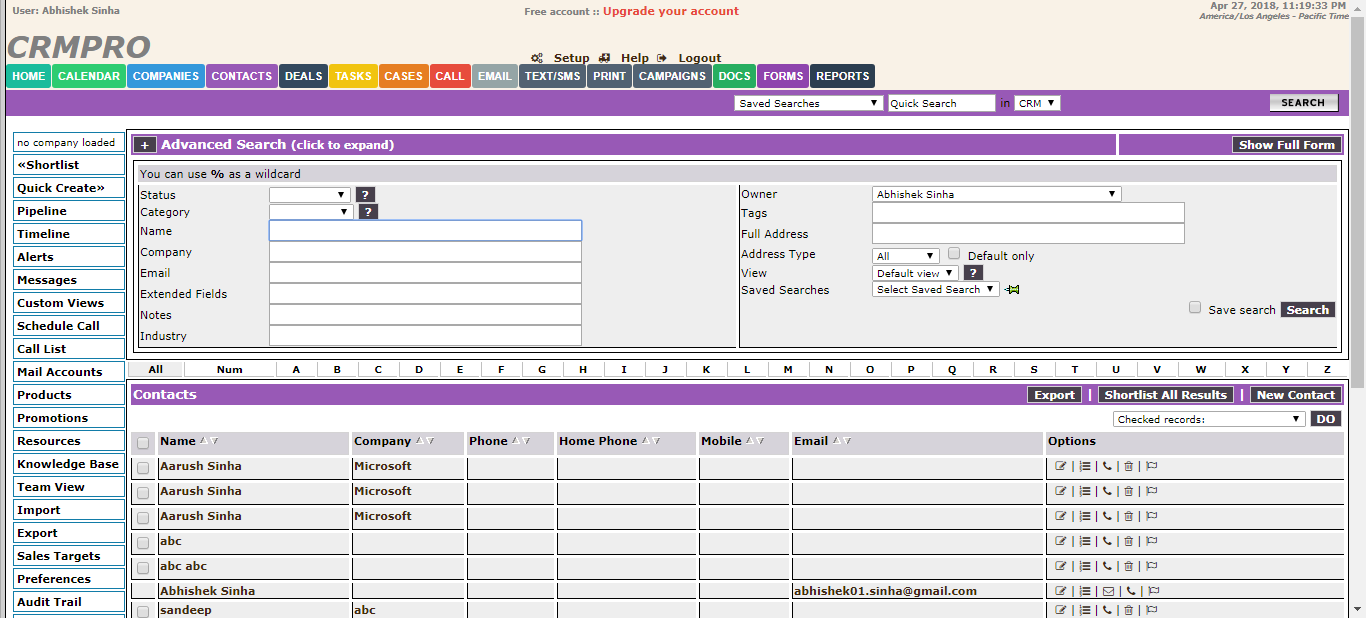 User: Abhishek Sinha
Free account :: Upgrade your account
Apr 27, 2018, 11:19:33 PM
America/Los Angeles - Pacific Time
CRMPRO
Setup Help Logout
HOME CALENDAR COMPANIES CONTACTS DEALS TASKS CASES CALL EMAIL TEXT/SMS PRINT CAMPAIGNS DOCS FORMS REPORTS
Saved Searches Quick Search in CRM SEARCH
no company loaded
«Shortlist
Quick Create»
Pipeline
Timeline
Alerts
Messages
Custom Views
Schedule Call
Call List
Mail Accounts
Products
Promotions
Resources
Knowledge Base
Team View
Import
Export
Sales Targets
Preferences
Audit Trail
+ Advanced Search (click to expand) Show Full Form
You can use % as a wildcard
Status ?
Category ?
Name
Company
Email
Extended Fields
Notes
Industry
Owner Abhishek Sinha
Tags
Full Address
Address Type All Default only
View Default view ?
Saved Searches Select Saved Search
Save search Search
All Num A B C D E F G H I J K L M N O P Q R S T U V W X Y Z
Contacts Export | Shortlist All Results | New Contact
Checked records: DO
Name Company Phone Home Phone Mobile Email Options
Aarush Sinha Microsoft
Aarush Sinha Microsoft
Aarush Sinha Microsoft
abc
abc abc
Abhishek Sinha abhishek01.sinha@gmail.com
sandeep abc